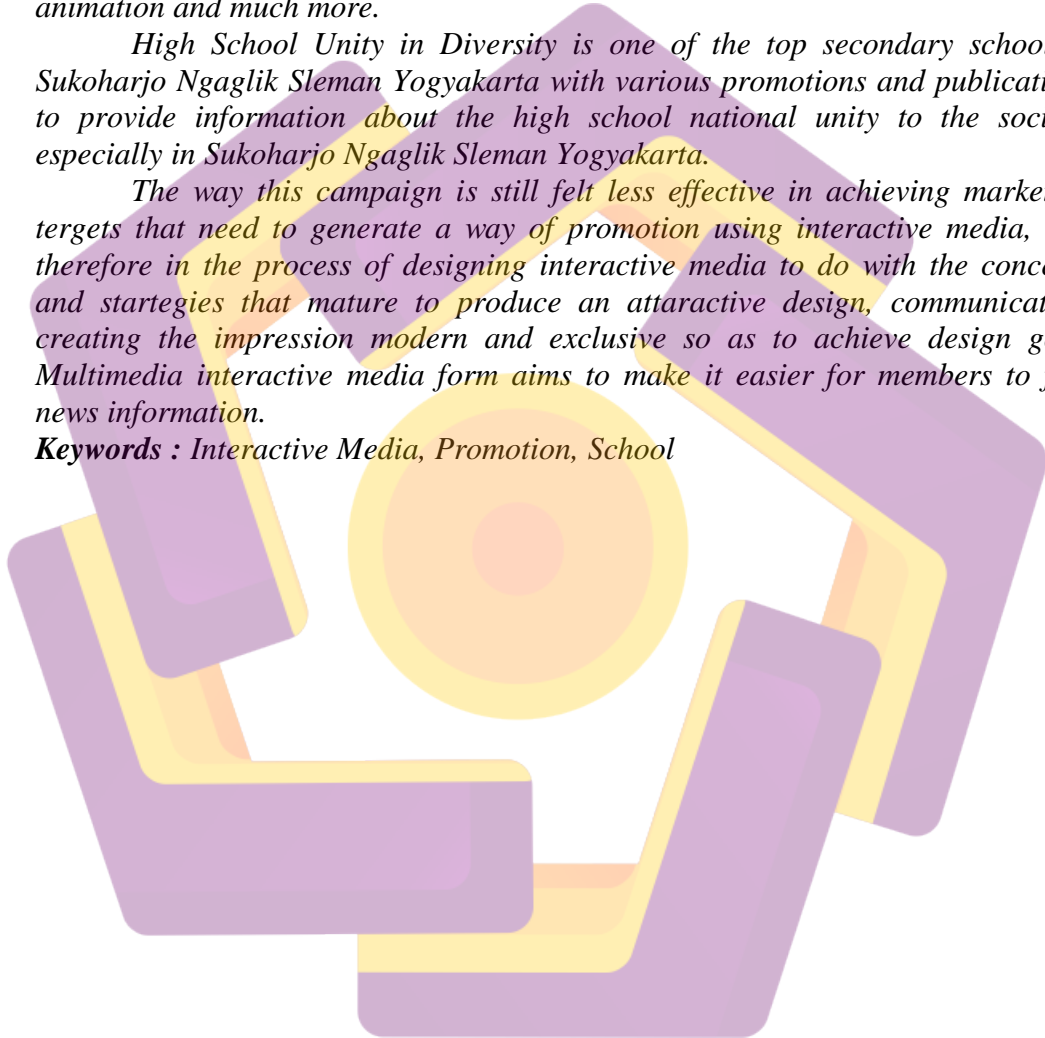 animation and much more.
High School Unity in Diversity is one of the top secondary school
Sukoharjo Ngaglik Sleman Yogyakarta with various promotions and publicati
to provide information about the high school national unity to the soci
especially in Sukoharjo Ngaglik Sleman Yogyakarta.
The way this campaign is still felt less effective in achieving marke
tergets that need to generate a way of promotion using interactive media,
therefore in the process of designing interactive media to do with the conc
and startegies that mature to produce an attaractive design, communicat
creating the impression modern and exclusive so as to achieve design g
Multimedia interactive media form aims to make it easier for members to
news information.
Keywords : Interactive Media, Promotion, School